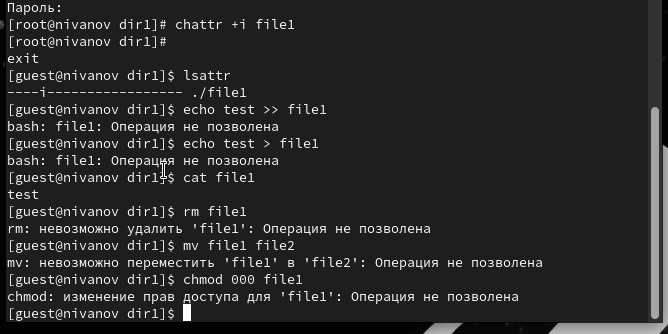 Пароль:
[root@nivanov dir1]# chattr +i file1
[root@nivanov dir1]#
exit
[guest@nivanov dir1]$ lsattr
----i----------------- ./file1
[guest@nivanov dir1]$ echo test >> file1
bash: file1: Операция не позволена
[guest@nivanov dir1]$ echo test > file1
bash: file1: Операция не позволена
[guest@nivanov dir1]$ cat file1
test
[guest@nivanov dir1]$ rm file1
rm: невозможно удалить 'file1': Операция не позволена
[guest@nivanov dir1]$ mv file1 file2
mv: невозможно переместить 'file1' в 'file2': Операция не позволена
[guest@nivanov dir1]$ chmod 000 file1
chmod: изменение прав доступа для 'file1': Операция не позволена
[guest@nivanov dir1]$